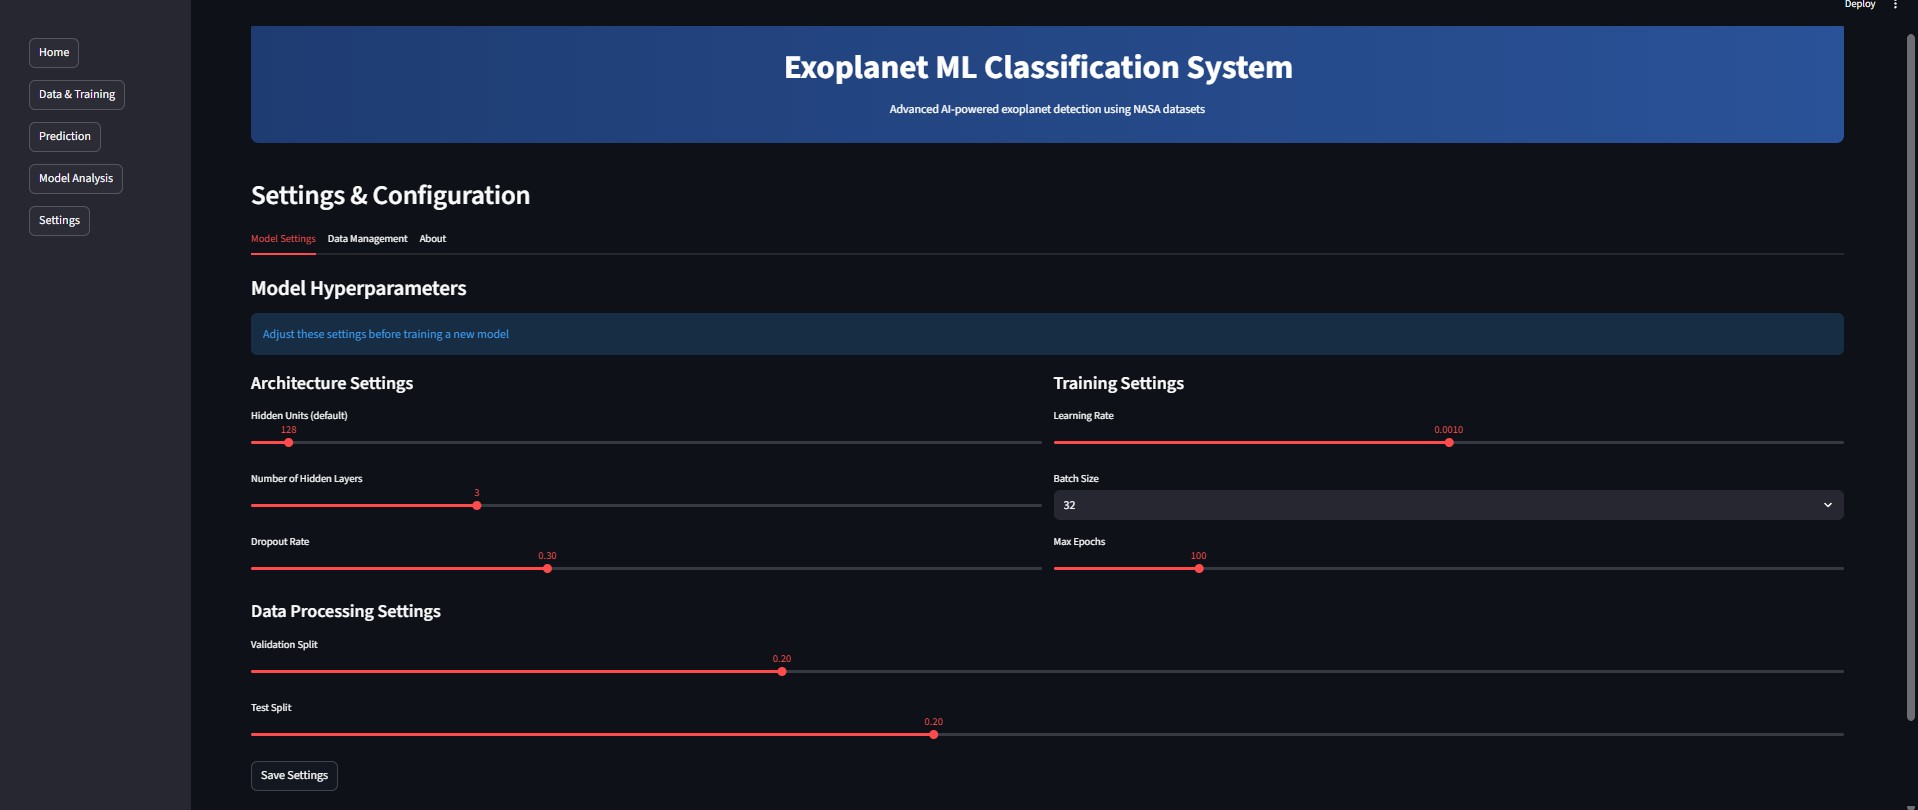 Deploy
Home
Data & Training
Prediction
Model Analysis
Settings
Exoplanet ML Classification System
Advanced AI-powered exoplanet detection using NASA datasets
Settings & Configuration
Model Settings Data Management About
Model Hyperparameters
Adjust these settings before training a new model
Architecture Settings
Hidden Units (default)
128
Number of Hidden Layers
3
Dropout Rate
0.30
Training Settings
Learning Rate
0.0010
Batch Size
32
Max Epochs
100
Data Processing Settings
Validation Split
0.20
Test Split
0.20
Save Settings